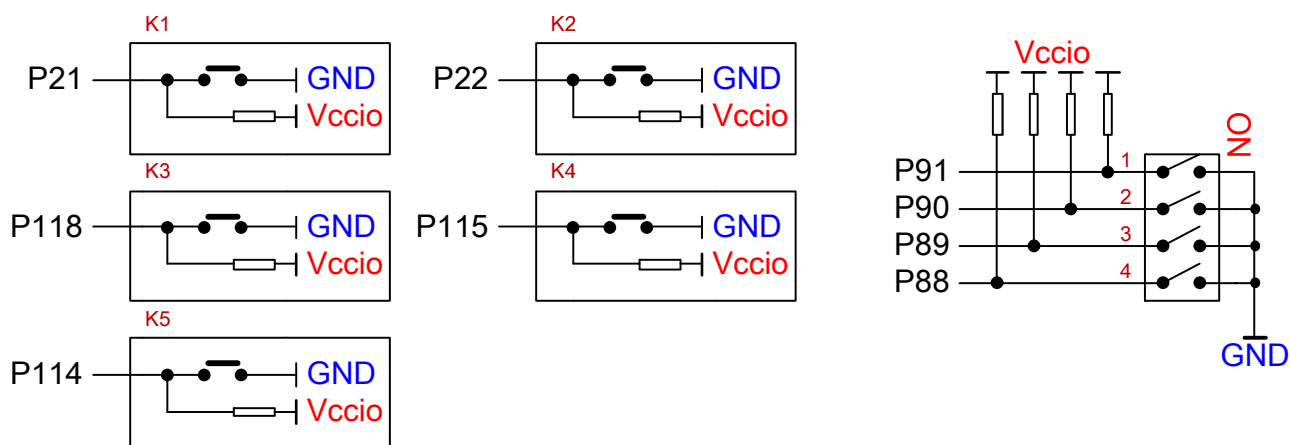 K1
P21
GND
Vccio
K2
P22
GND
Vccio
K3
P118
GND
Vccio
K4
P115
GND
Vccio
K5
P114
GND
Vccio
Vccio
ON
P91 1
P90 2
P89 3
P88 4
GND